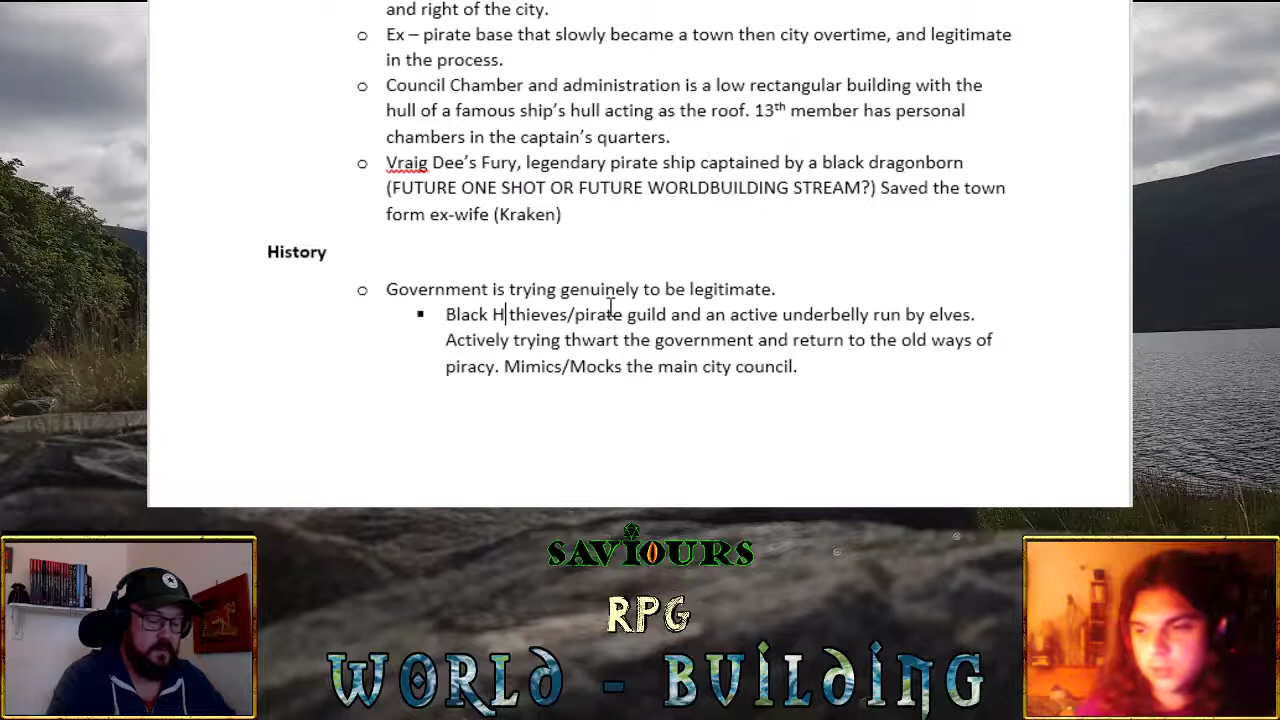 and right of the city.
o Ex – pirate base that slowly became a town then city overtime, and legitimate
in the process.
o Council Chamber and administration is a low rectangular building with the
hull of a famous ship's hull acting as the roof. 13th member has personal
chambers in the captain's quarters.
o Vraig Dee's Fury, legendary pirate ship captained by a black dragonborn
(FUTURE ONE SHOT OR FUTURE WORLDBUILDING STREAM?) Saved the town
form ex-wife (Kraken)
History
o Government is trying genuinely to be legitimate.
▪ Black H thieves/pirate guild and an active underbelly run by elves.
Actively trying thwart the government and return to the old ways of
piracy. Mimics/Mocks the main city council.
SAVIOURS
RPG
WORLD - BUILDING